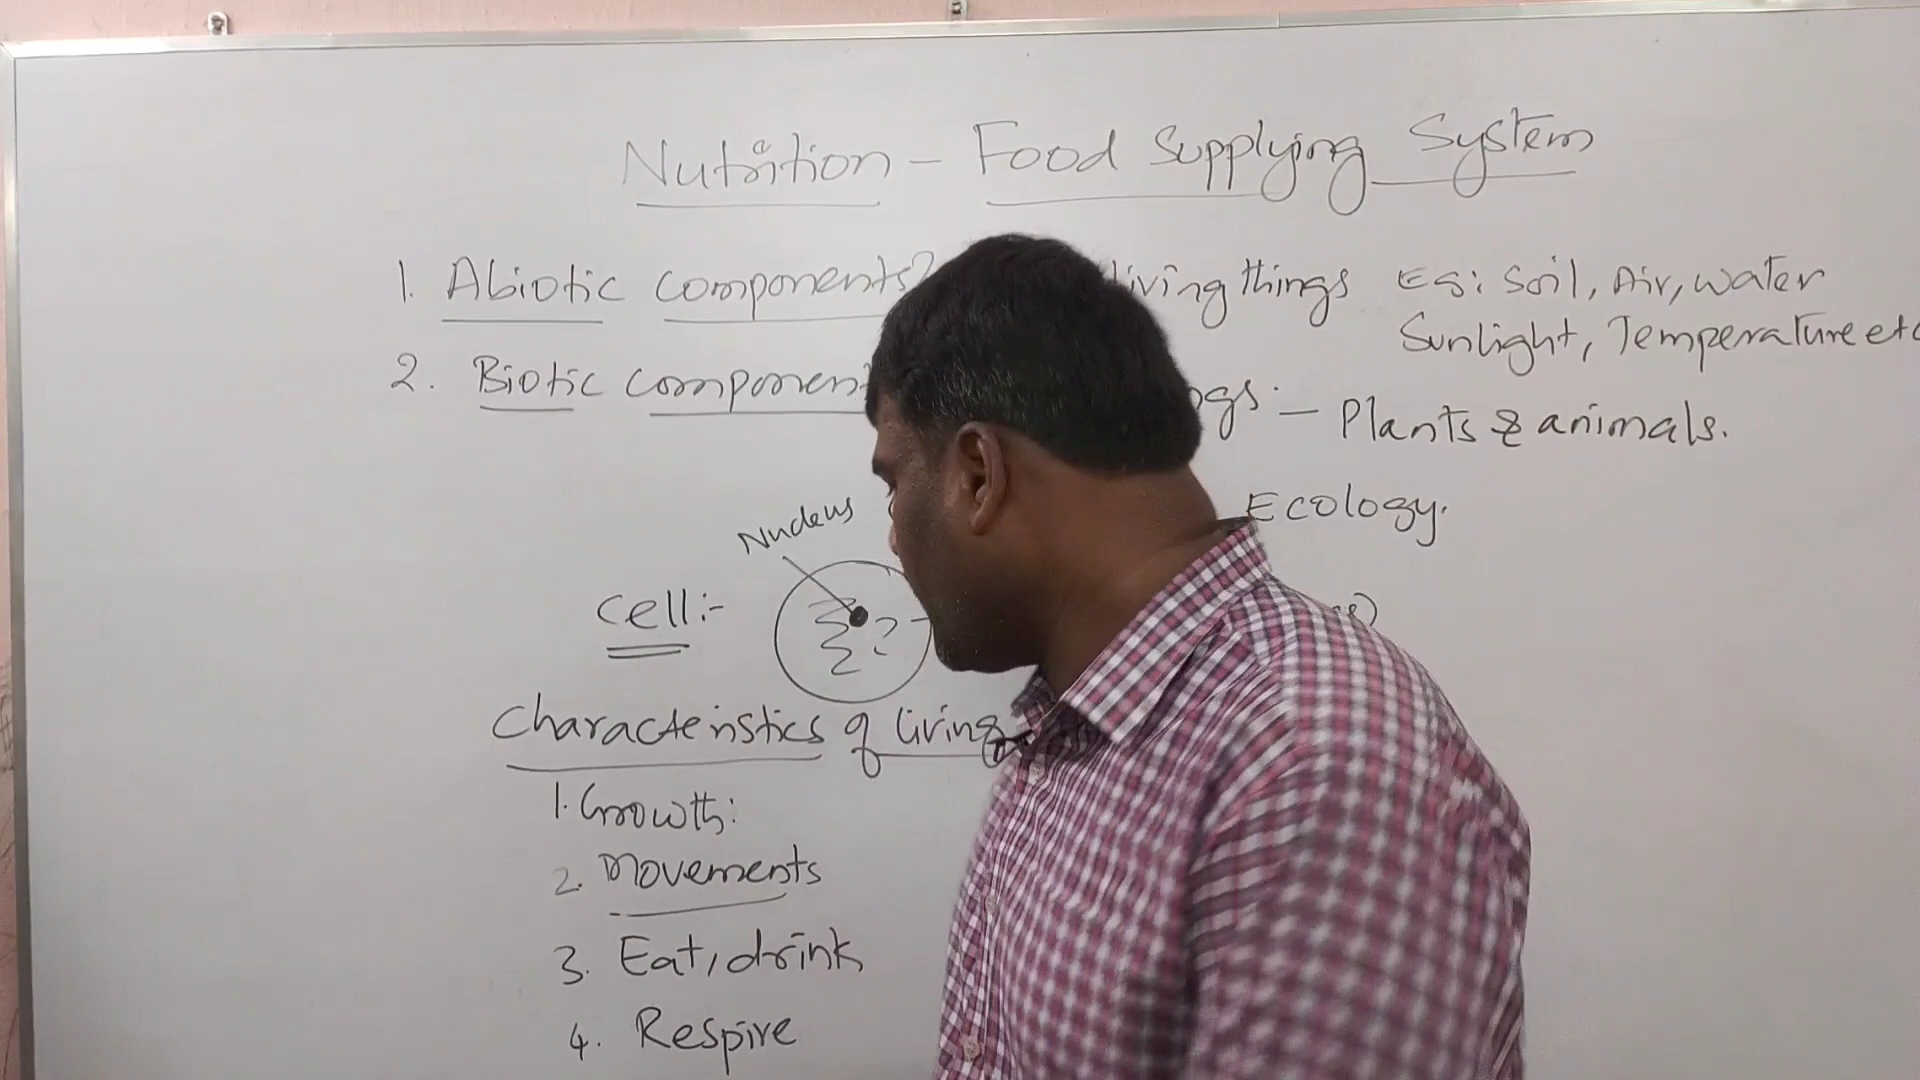 Nutrition - Food Supplying System
1. Abiotic components? living things Eg: Soil, Air, water
Sunlight, Temperature etc
2. Biotic component - Plants & animals.
Ecology.
Nucleus
Cell:-
Characteristics of living
1. Growth:
2. Movements
3. Eat, drink
4. Respire